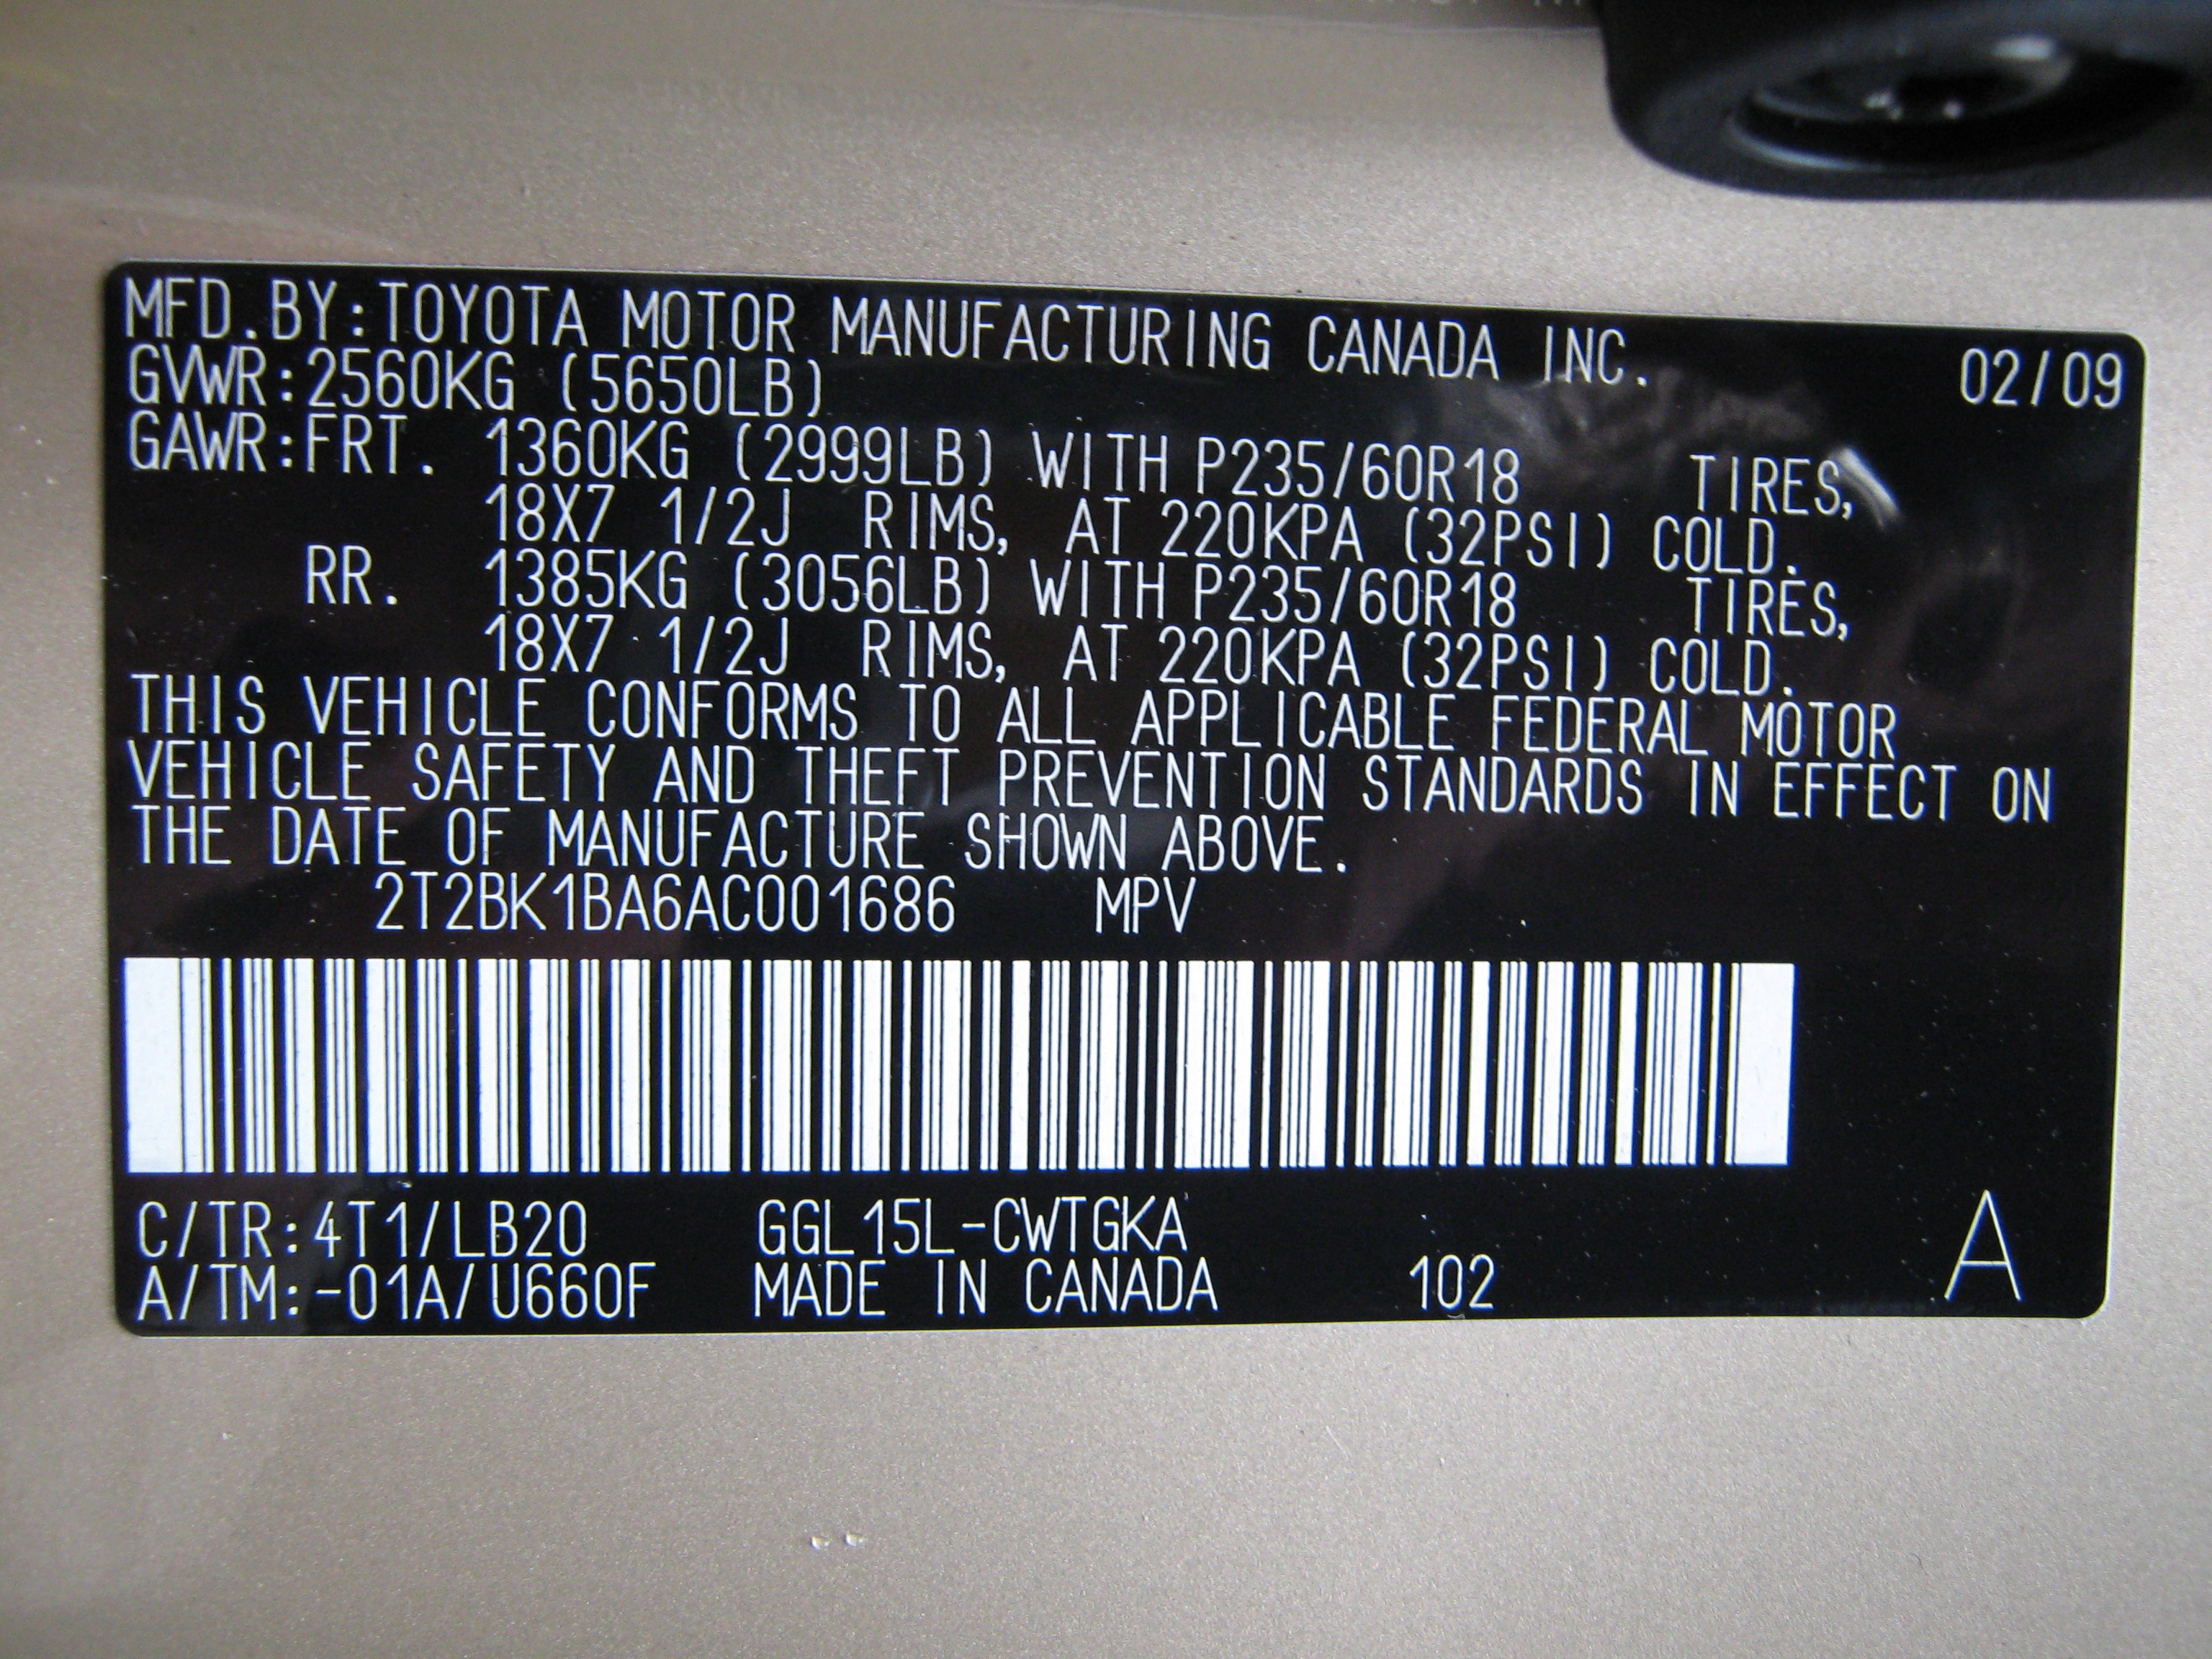 MFD.BY:TOYOTA MOTOR MANUFACTURING CANADA INC. 02/09
GVWR:2560KG (5650LB)
GAWR:FRT. 1360KG (2999LB) WITH P235/60R18 TIRES,
18X7 1/2J RIMS, AT 220KPA (32PSI) COLD.
RR. 1385KG (3056LB) WITH P235/60R18 TIRES,
18X7 1/2J RIMS, AT 220KPA (32PSI) COLD.
THIS VEHICLE CONFORMS TO ALL APPLICABLE FEDERAL MOTOR
VEHICLE SAFETY AND THEFT PREVENTION STANDARDS IN EFFECT ON
THE DATE OF MANUFACTURE SHOWN ABOVE.
2T2BK1BA6AC001686 MPV
C/TR:4T1/LB20 GGL15L-CWTGKA
A/TM:-01A/U660F MADE IN CANADA 102 A